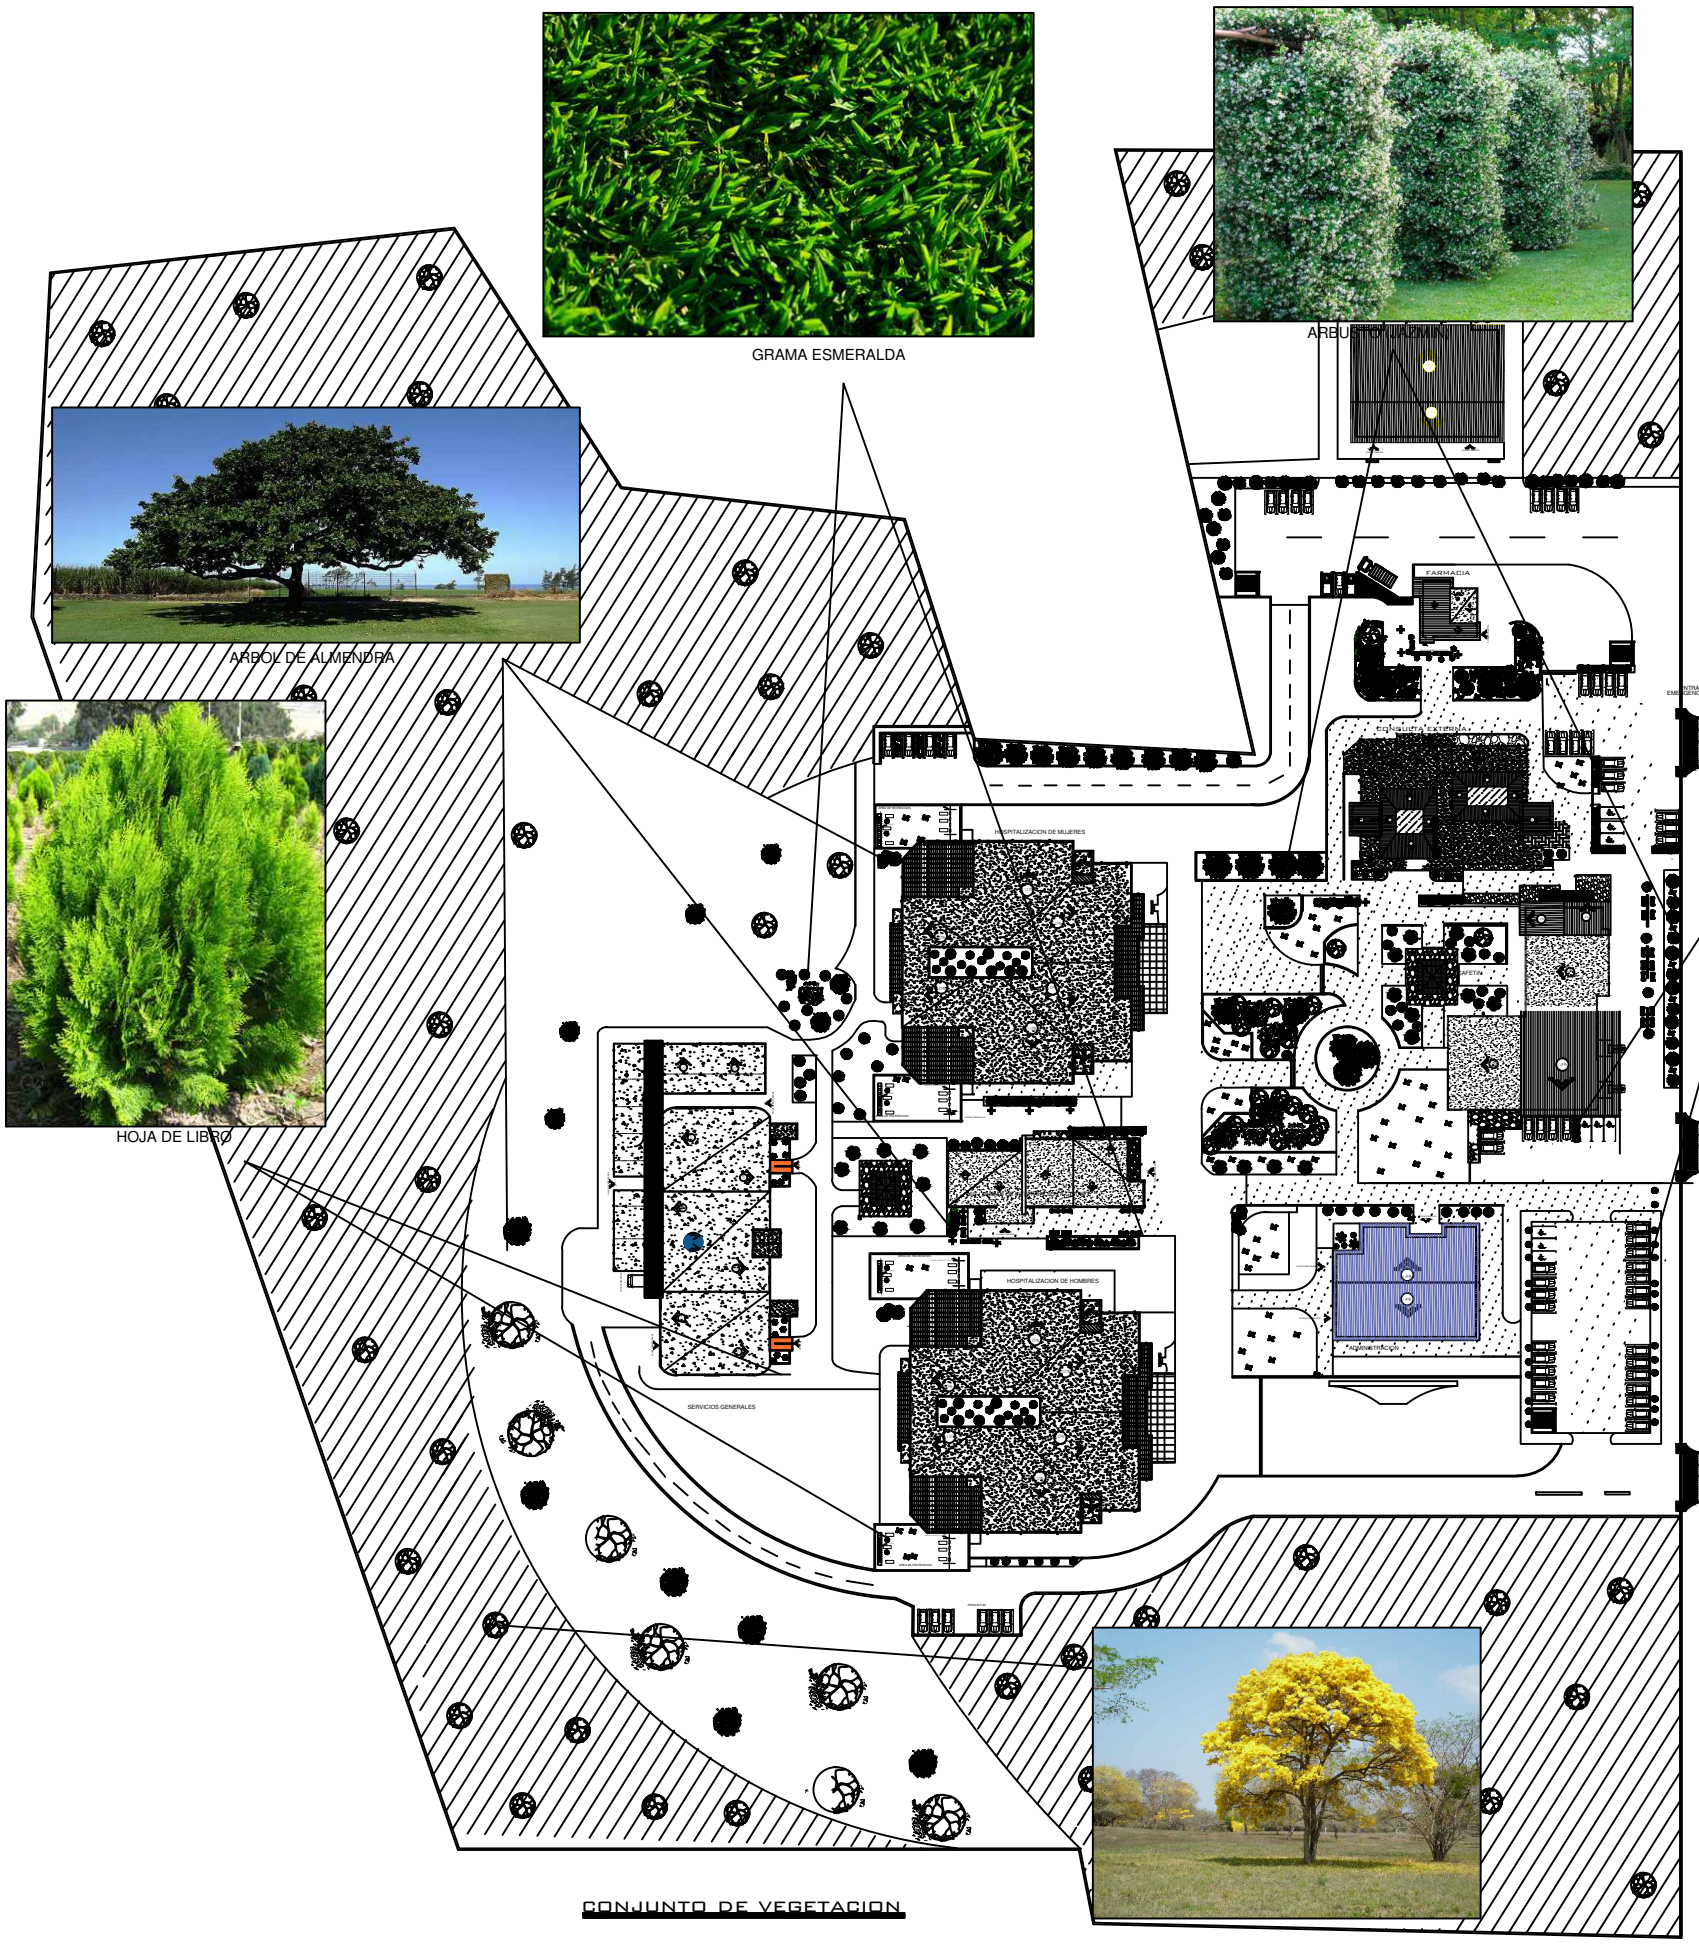 GRAMA ESMERALDA
ARBUSTO (JAZMIN)
FARMACIA
ARBOL DE ALMENDRA
CONSULTA EXTERNA
HOSPITALIZACION DE MUJERES
CAFETIN
HOJA DE LIBRO
HOSPITALIZACION DE HOMBRES
ADMINISTRACION
SERVICIOS GENERALES
CONJUNTO DE VEGETACION